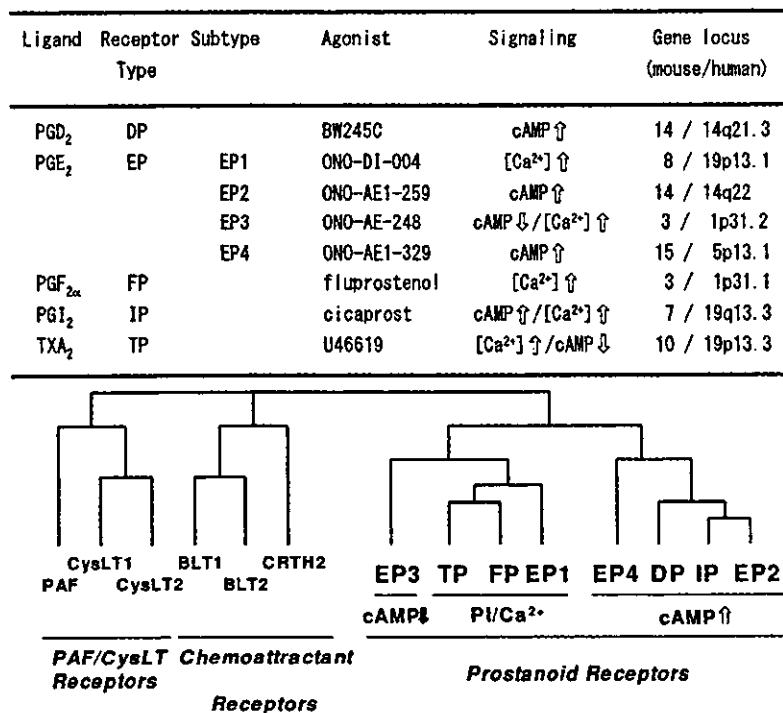 Ligand Receptor Subtype Agonist Signaling Gene locus
Type (mouse/human)
PGD₂ DP BW245C cAMP⇧ 14 / 14q21.3
PGE₂ EP EP1 ONO-DI-004 [Ca²⁺]⇧ 8 / 19p13.1
EP2 ONO-AE1-259 cAMP⇧ 14 / 14q22
EP3 ONO-AE-248 cAMP⇩/[Ca²⁺]⇧ 3 / 1p31.2
EP4 ONO-AE1-329 cAMP⇧ 15 / 5p13.1
PGF₂α FP fluprostenol [Ca²⁺]⇧ 3 / 1p31.1
PGI₂ IP cicaprost cAMP⇧/[Ca²⁺]⇧ 7 / 19q13.3
TXA₂ TP U46619 [Ca²⁺]⇧/cAMP⇩ 10 / 19p13.3
CysLT1 BLT1 CRTH2
PAF CysLT2 BLT2
EP3 TP FP EP1 EP4 DP IP EP2
cAMP⬇ PI/Ca²⁺ cAMP⇧
PAF/CysLT Chemoattractant
Receptors Prostanoid Receptors
Receptors